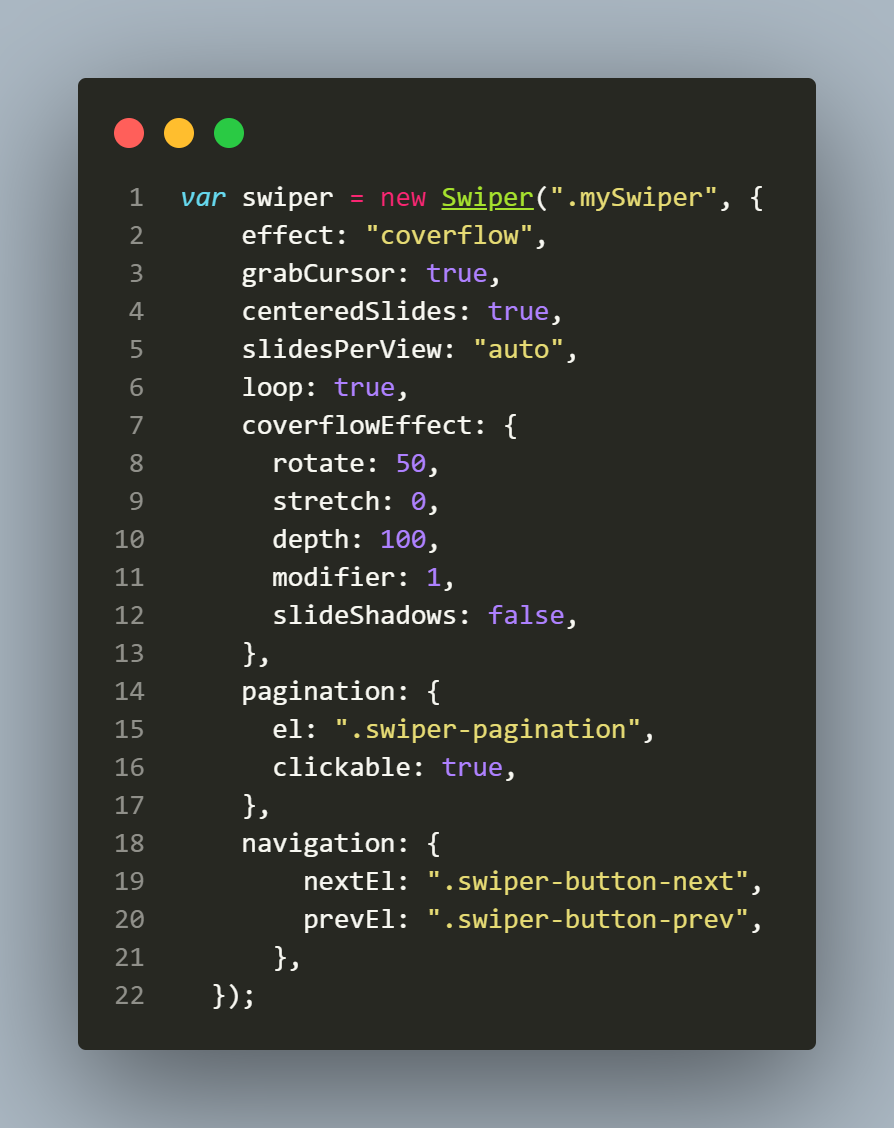 1 var swiper = new Swiper(".mySwiper", {
2     effect: "coverflow",
3     grabCursor: true,
4     centeredSlides: true,
5     slidesPerView: "auto",
6     loop: true,
7     coverflowEffect: {
8       rotate: 50,
9       stretch: 0,
10       depth: 100,
11       modifier: 1,
12       slideShadows: false,
13     },
14     pagination: {
15       el: ".swiper-pagination",
16       clickable: true,
17     },
18     navigation: {
19         nextEl: ".swiper-button-next",
20         prevEl: ".swiper-button-prev",
21       },
22   });